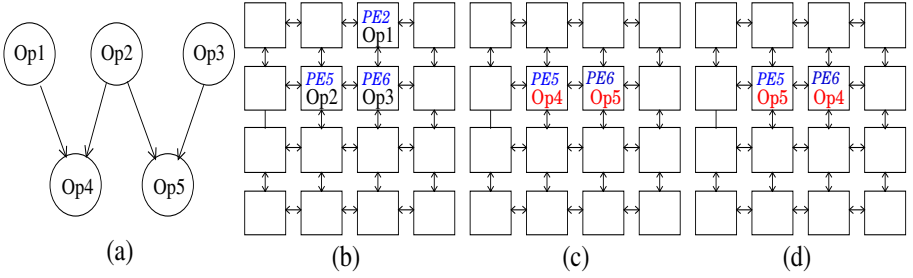 Op1 Op2 Op3
Op4 Op5
(a)
PE2
Op1
PE5 PE6
Op2 Op3
(b)
PE5 PE6
Op4 Op5
(c)
PE5 PE6
Op5 Op4
(d)